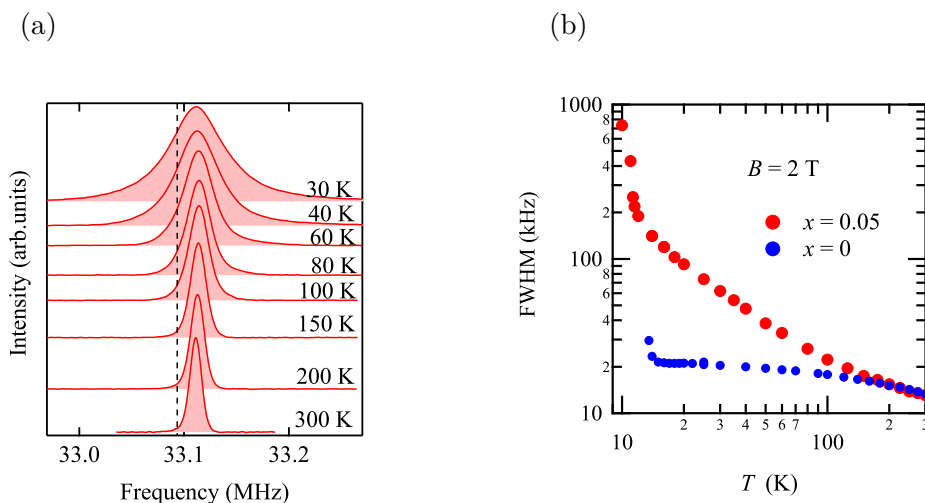 (a)
(b)
Intensity (arb.units)
30 K
40 K
60 K
80 K
100 K
150 K
200 K
300 K
33.0
33.1
33.2
Frequency (MHz)
FWHM (kHz)
1000
8
6
4
2
100
8
6
4
2
10
B = 2 T
x = 0.05
x = 0
10
2
3
4
5
6
7
100
2
3
T (K)